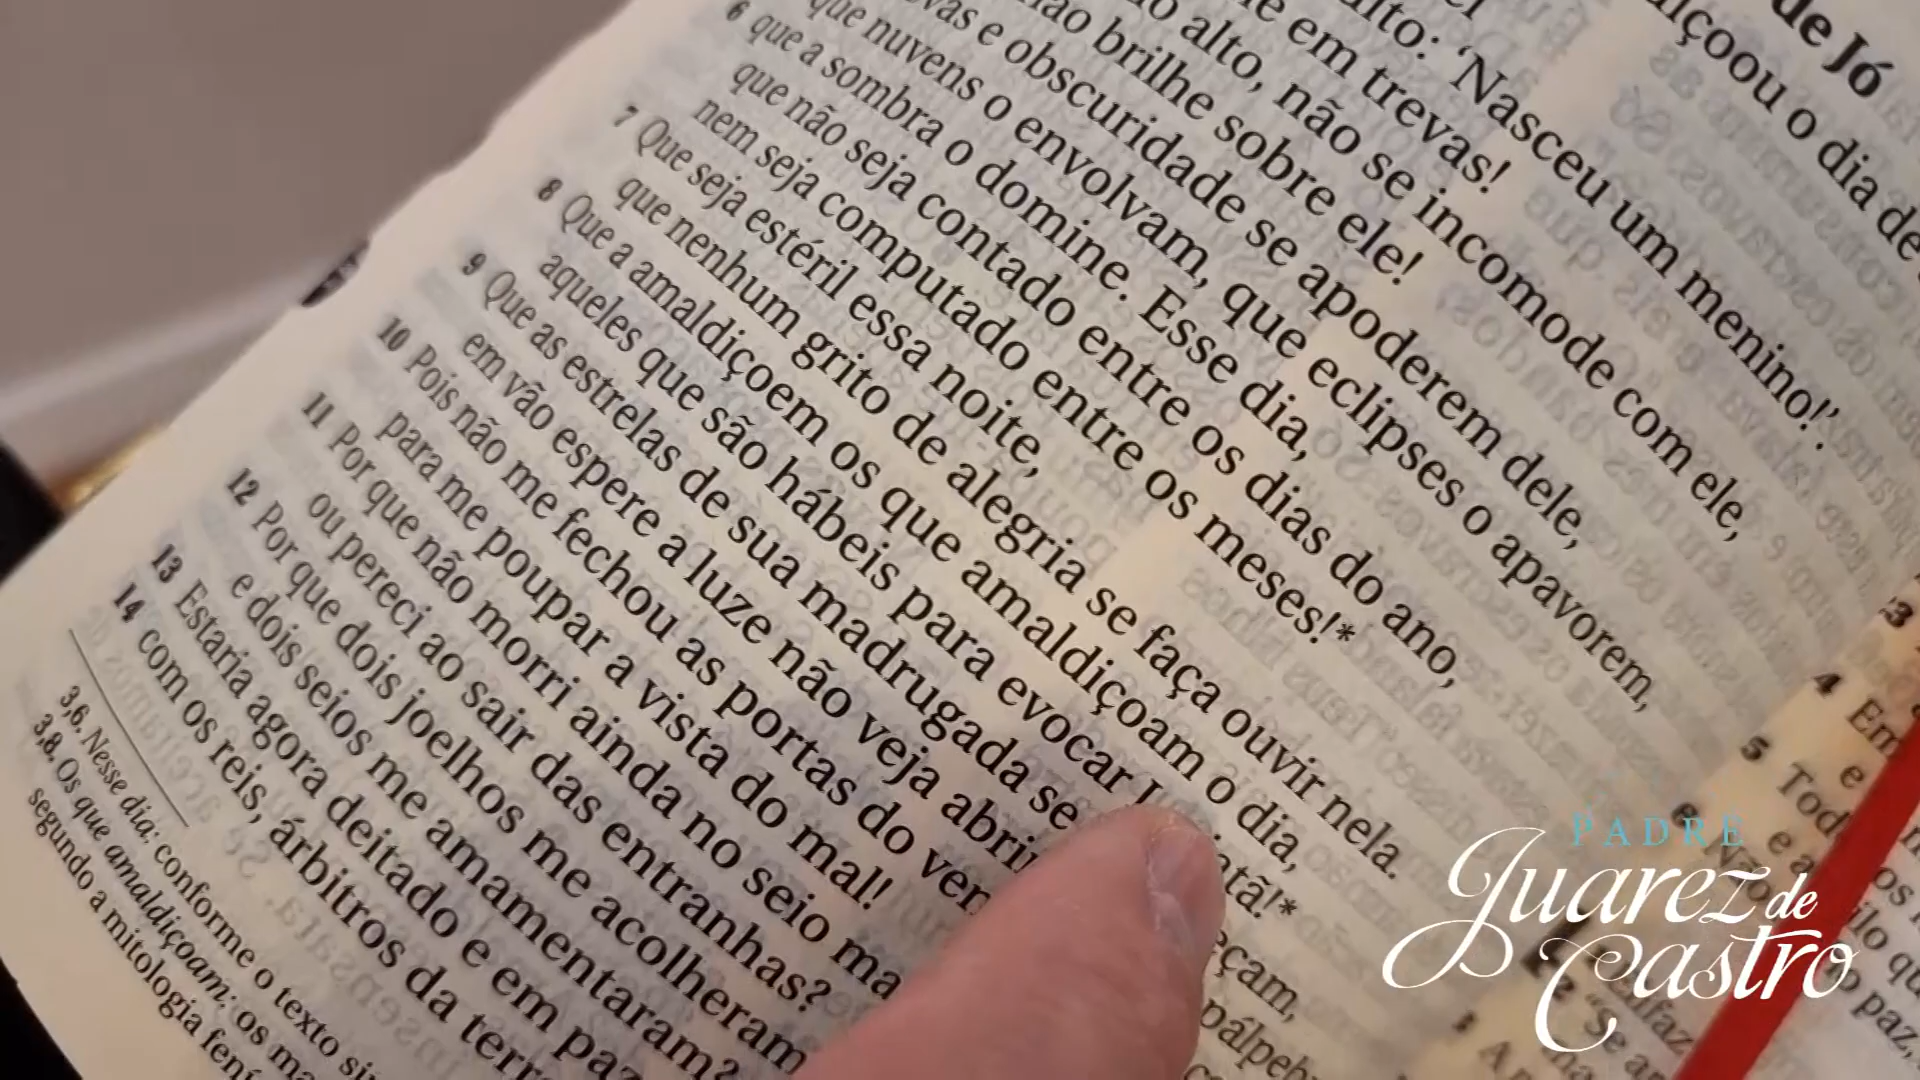 de Jó
o dia de
'Nasceu um menino!'.
em trevas!
alto, não se incomode com ele,
não brilhe sobre ele!
e obscuridade se apoderem dele,
que nuvens o envolvam, que eclipses o apavorem,
6 que a sombra o domine. Esse dia,
que não seja contado entre os dias do ano,
nem seja computado entre os meses!*
7 Que seja estéril essa noite,
que nenhum grito de alegria se faça ouvir nela.
8 Que a amaldiçoem os que amaldiçoam o dia,
aqueles que são hábeis para evocar
9 Que as estrelas de sua madrugada se
em vão espere a luze não veja abrir
10 Pois não me fechou as portas do
para me poupar a vista do mal!
11 Por que não morri ainda no seio
ou pereci ao sair das entranhas?
12 Por que dois joelhos me acolheram
e dois seios me amamentaram?
13 Estaria agora deitado e em
14 com os reis, árbitros da
3,6. Nesse dia: conforme o texto
3,8. Os que amaldiçoam: os
segundo a mitologia
4 Em
5
e
PADRE
Juarez de
Castro